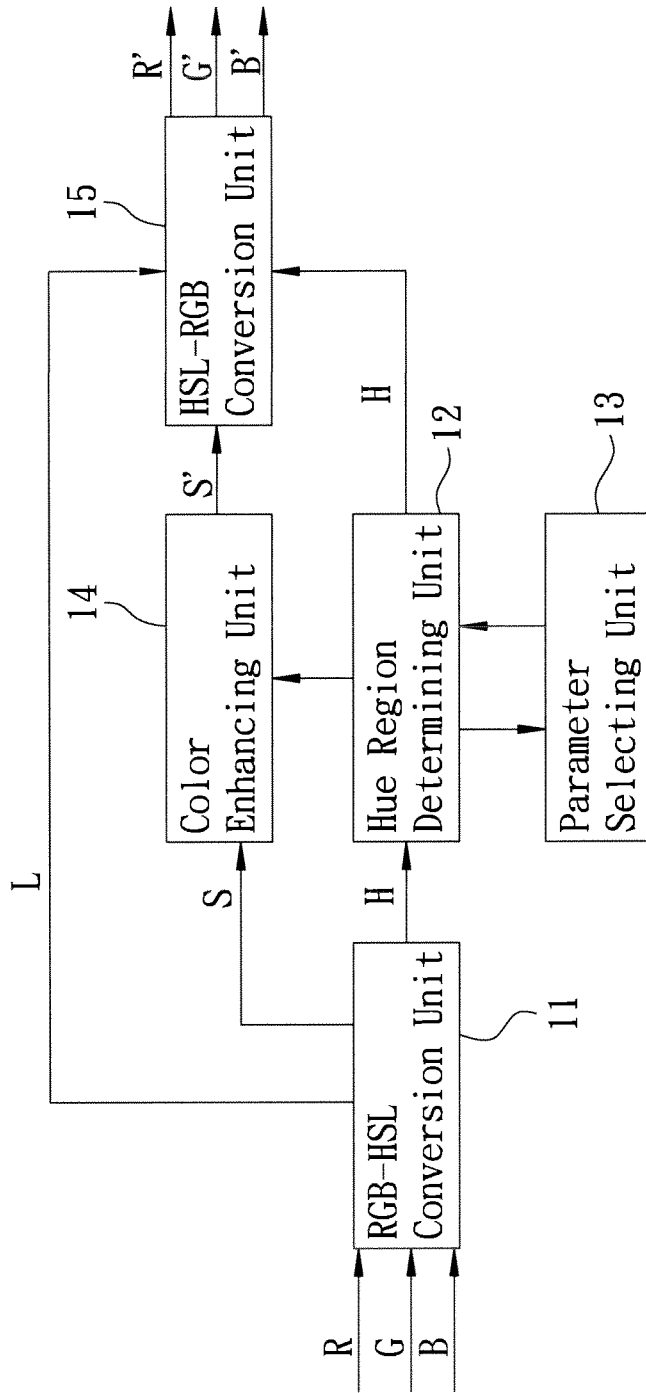 R
G
B
RGB-HSL
Conversion Unit
11
L
S
H
Color
Enhancing Unit
14
Hue Region
Determining Unit
12
Parameter
Selecting Unit
13
S'
H
HSL-RGB
Conversion Unit
15
R'
G'
B'